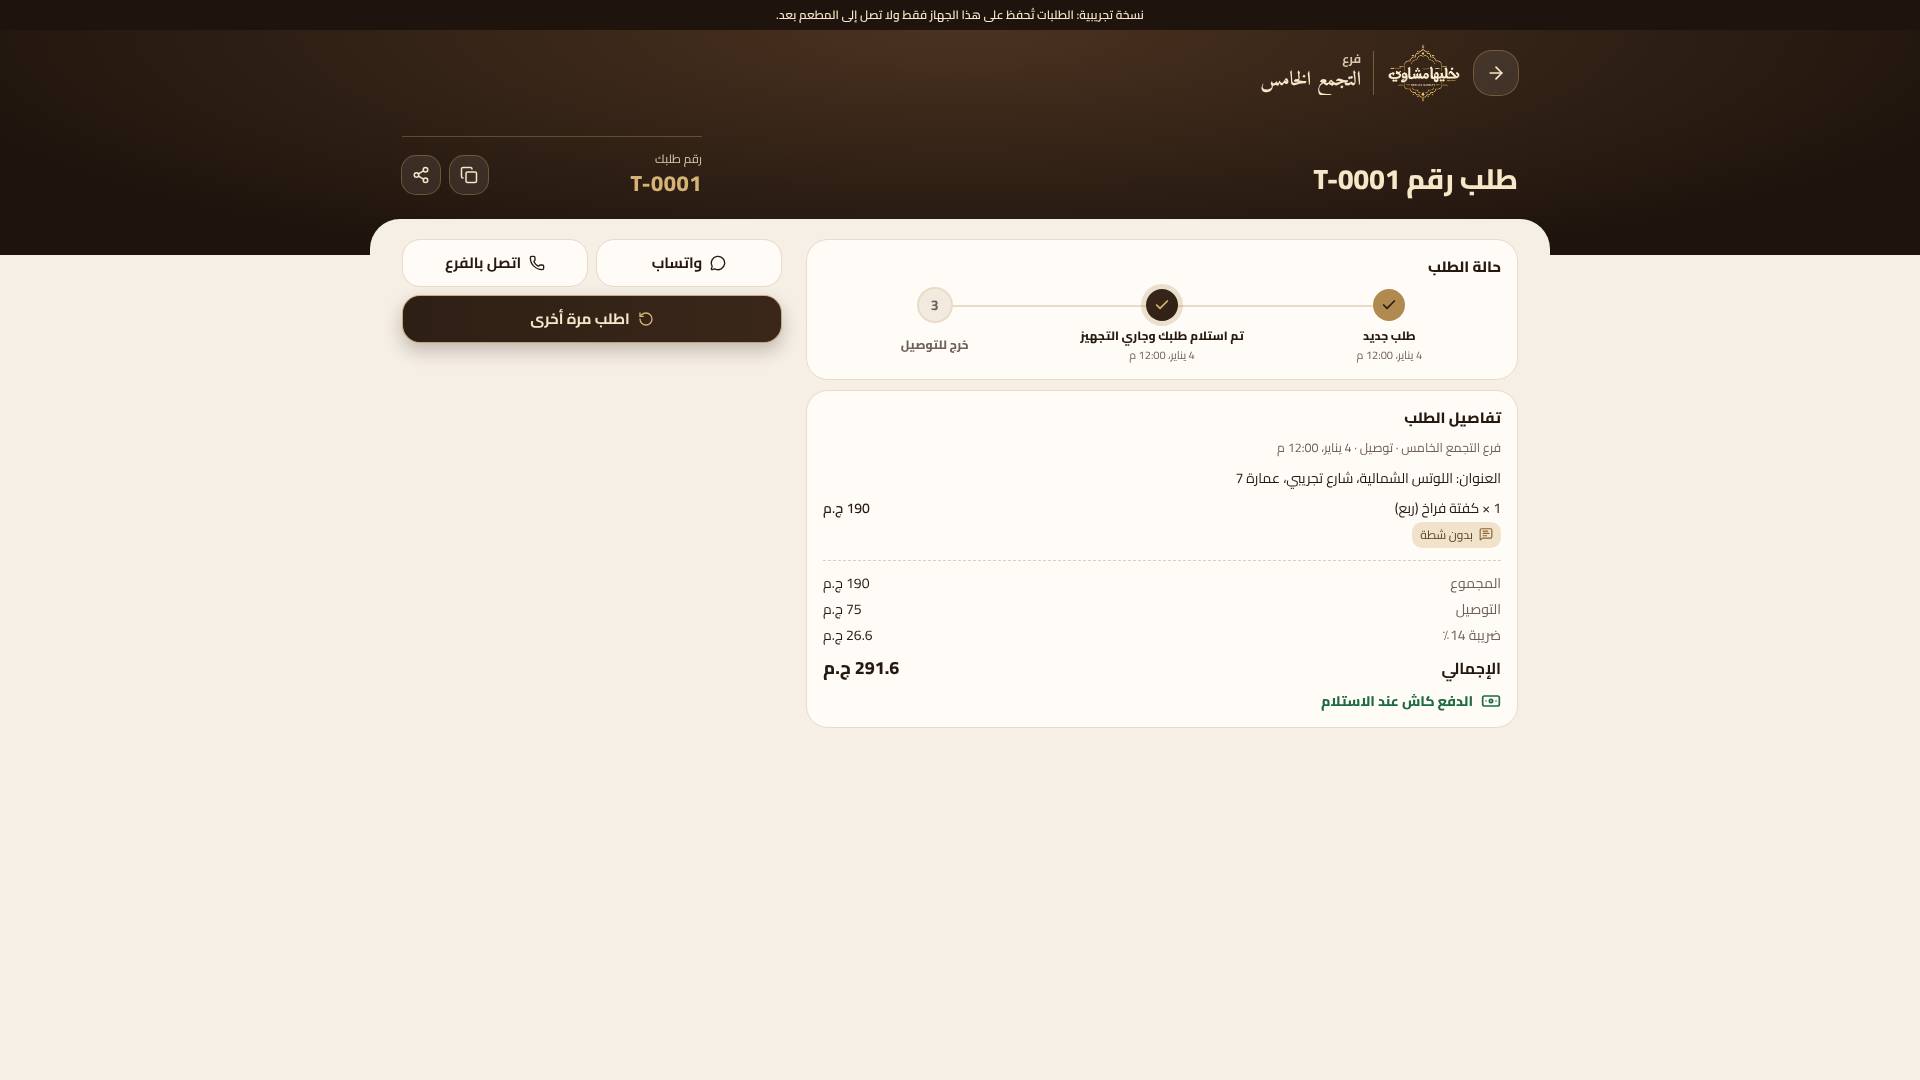 نسخة تجريبية: الطلبات تُحفظ على هذا الجهاز فقط ولا تصل إلى المطعم بعد.
خليها مشاوي
فرع
التجمع الخامس
طلب رقم T-0001
رقم طلبك
T-0001
حالة الطلب
طلب جديد
4 يناير، 12:00 م
تم استلام طلبك وجاري التجهيز
4 يناير، 12:00 م
3
خرج للتوصيل
واتساب
اتصل بالفرع
اطلب مرة أخرى
تفاصيل الطلب
فرع التجمع الخامس · توصيل · 4 يناير، 12:00 م
العنوان: اللوتس الشمالية، شارع تجريبي، عمارة 7
1 × كفتة فراخ (ربع) 190 ج.م
بدون شطة
المجموع 190 ج.م
التوصيل 75 ج.م
ضريبة 14٪ 26.6 ج.م
الإجمالي 291.6 ج.م
الدفع كاش عند الاستلام